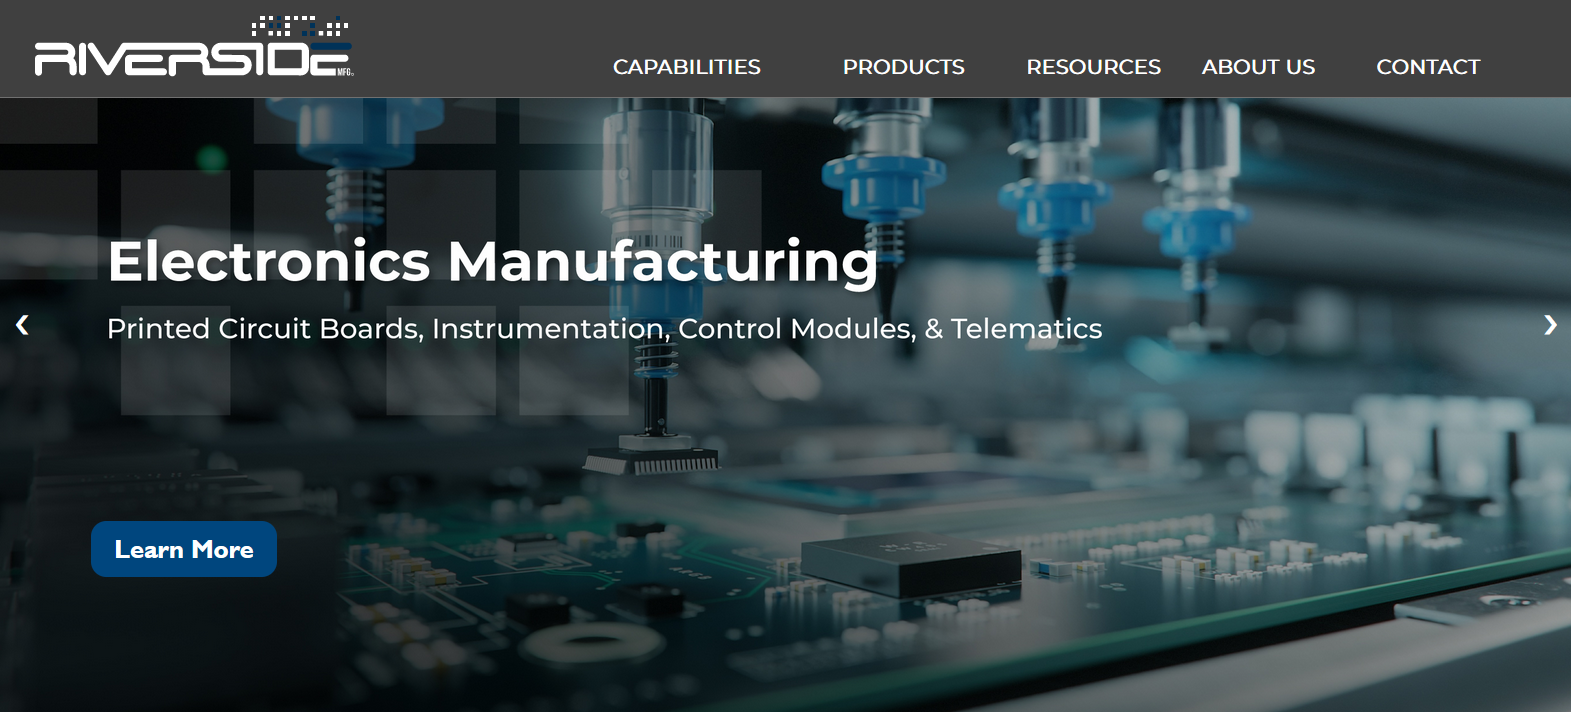 RIVERSIDE
MFG.
CAPABILITIES PRODUCTS RESOURCES ABOUT US CONTACT
Electronics Manufacturing
Printed Circuit Boards, Instrumentation, Control Modules, & Telematics
Learn More